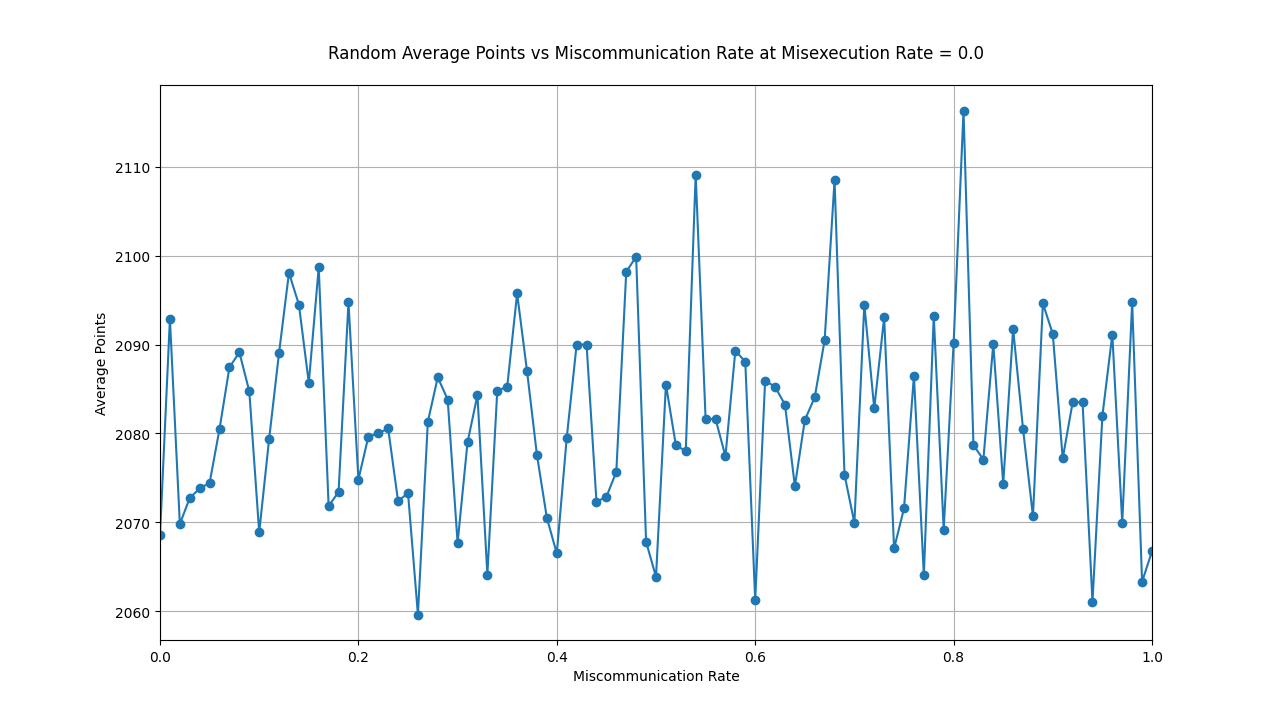 Random Average Points vs Miscommunication Rate at Misexecution Rate = 0.0
2110
2100
2090
2080
2070
2060
Average Points
0.0 0.2 0.4 0.6 0.8 1.0
Miscommunication Rate